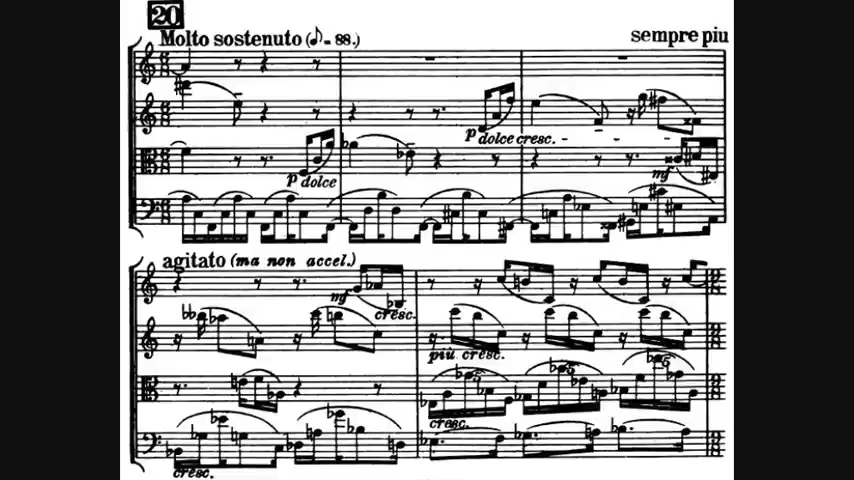 20
Molto sostenuto (♪= 88.)
sempre piu
p dolce cresc. - - - -
p dolce
mf
agitato (ma non accel.)
mf
cresc.
più cresc.
cresc.
cresc.